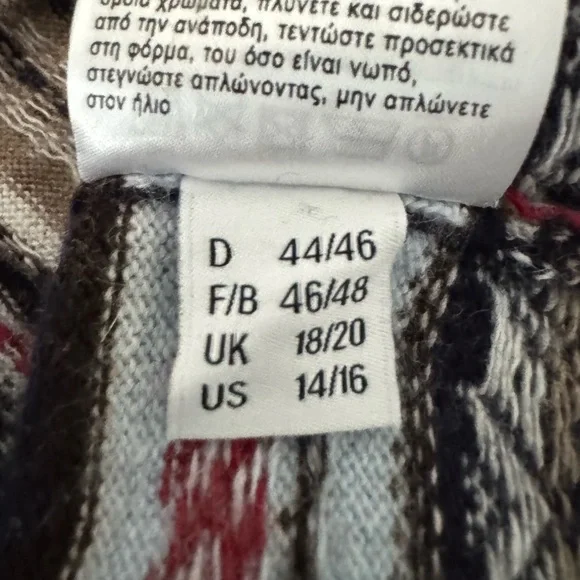 όμοια χρώματα, πλύνετε και σιδερώστε
από την ανάποδη, τεντώστε προσεκτικά
στη φόρμα, του όσο είναι νωπό,
στεγνώστε απλώνοντας, μην απλώνετε
στον ήλιο
D 44/46
F/B 46/48
UK 18/20
US 14/16